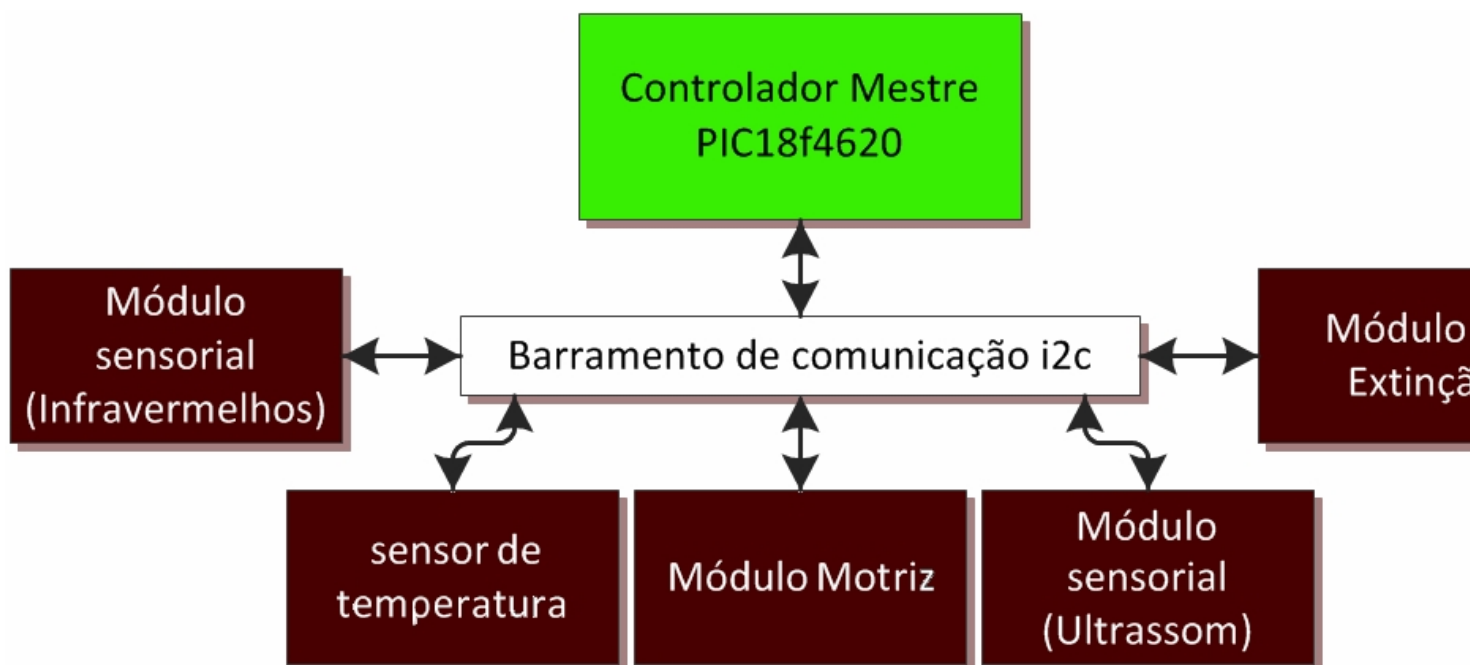 Controlador Mestre
PIC18f4620
Módulo
sensorial
(Infravermelhos)
Barramento de comunicação i2c
Módulo
sensor de
temperatura
Módulo Motriz
Módulo
sensorial
(Ultrassom)